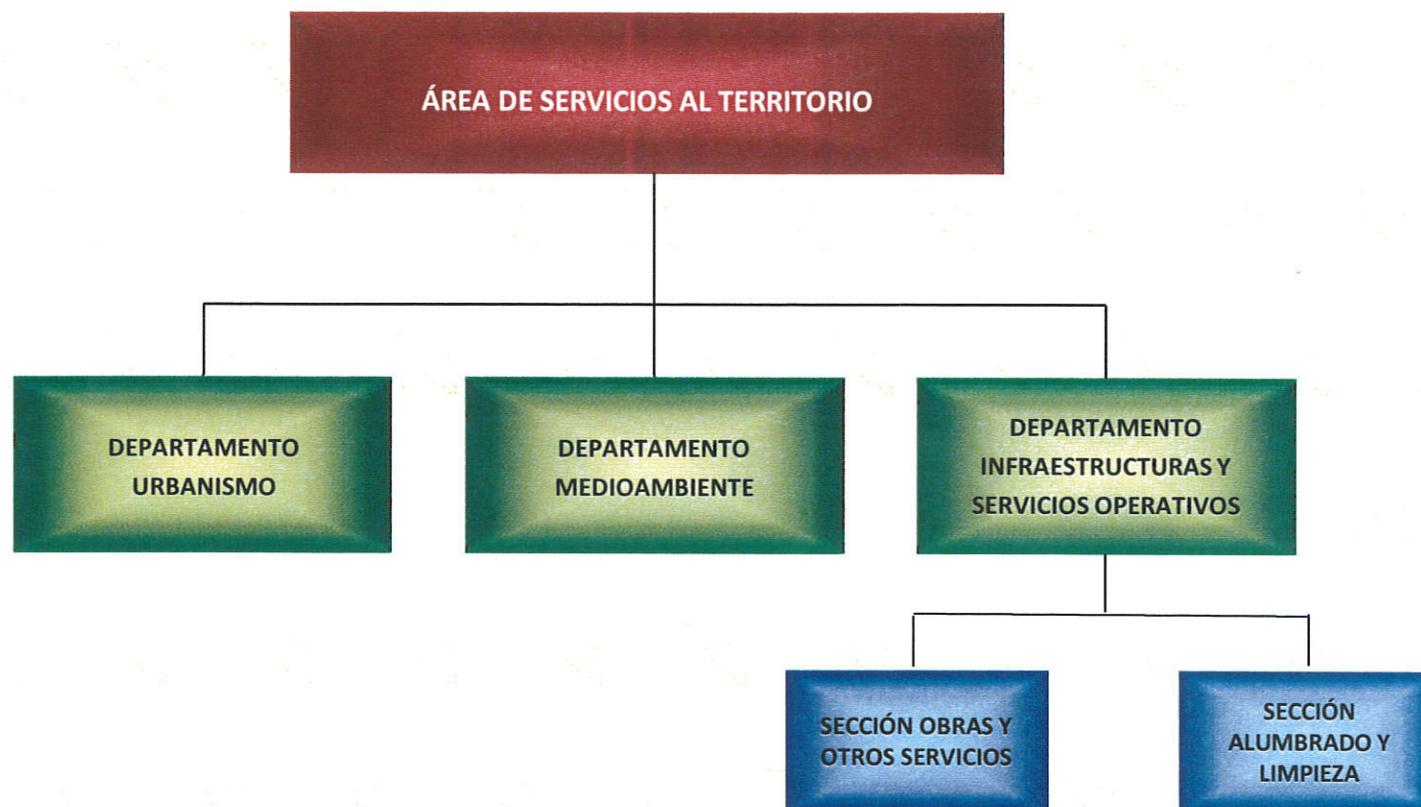 ÁREA DE SERVICIOS AL TERRITORIO
DEPARTAMENTO
URBANISMO
DEPARTAMENTO
MEDIOAMBIENTE
DEPARTAMENTO
INFRAESTRUCTURAS Y
SERVICIOS OPERATIVOS
SECCIÓN OBRAS Y
OTROS SERVICIOS
SECCIÓN
ALUMBRADO Y
LIMPIEZA